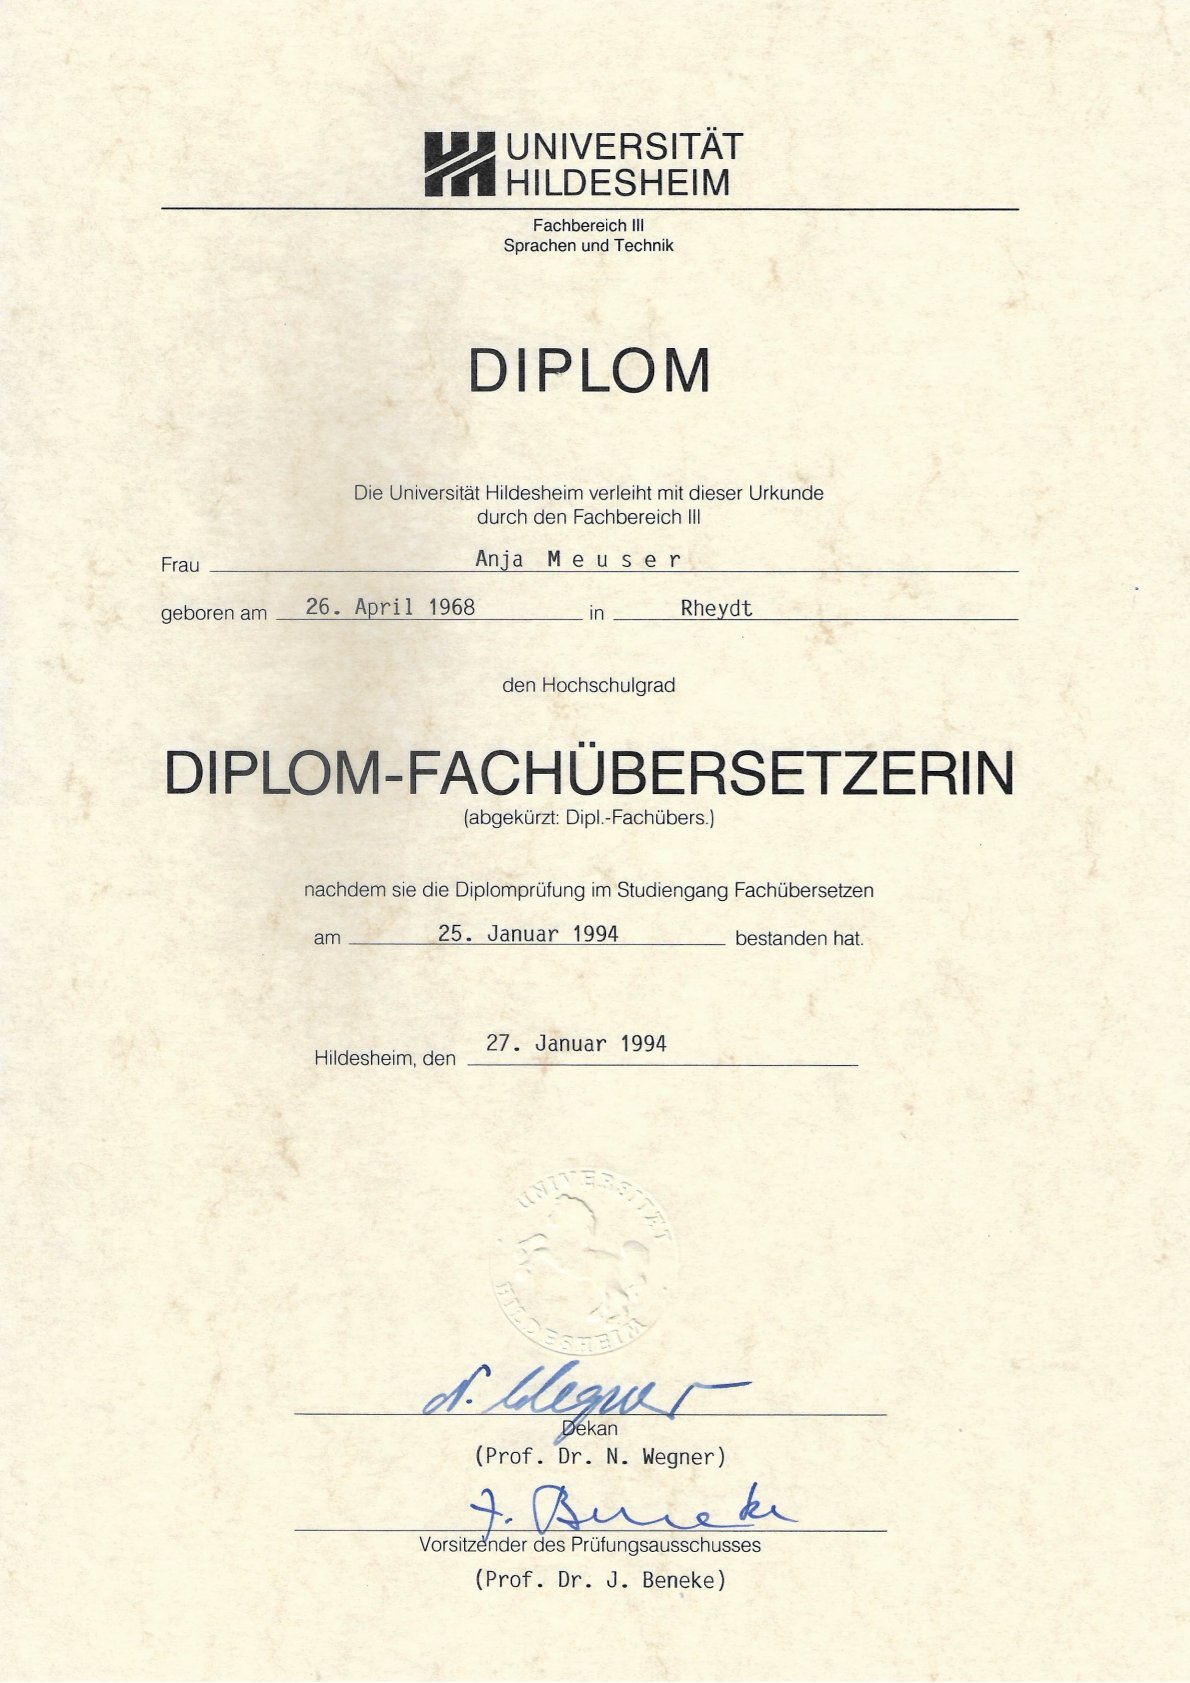 UNIVERSITÄT
HILDESHEIM
Fachbereich III
Sprachen und Technik
DIPLOM
Die Universität Hildesheim verleiht mit dieser Urkunde
durch den Fachbereich III
Frau Anja M e u s e r
geboren am 26. April 1968 in Rheydt
den Hochschulgrad
DIPLOM-FACHÜBERSETZERIN
(abgekürzt: Dipl.-Fachübers.)
nachdem sie die Diplomprüfung im Studiengang Fachübersetzen
am 25. Januar 1994 bestanden hat.
Hildesheim, den 27. Januar 1994
UNIVERSITÄT
HILDESHEIM
N. Wegner
Dekan
(Prof. Dr. N. Wegner)
J. Beneke
Vorsitzender des Prüfungsausschusses
(Prof. Dr. J. Beneke)